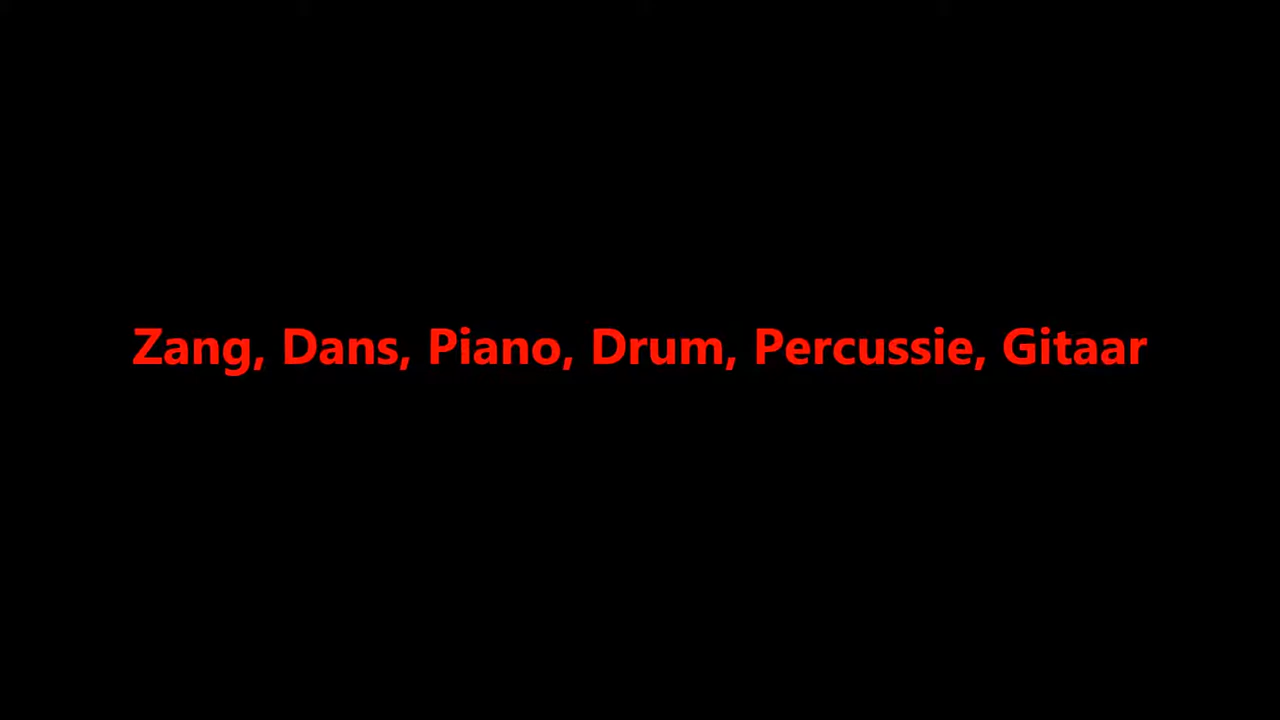 Zang, Dans, Piano, Drum, Percussie, Gitaar